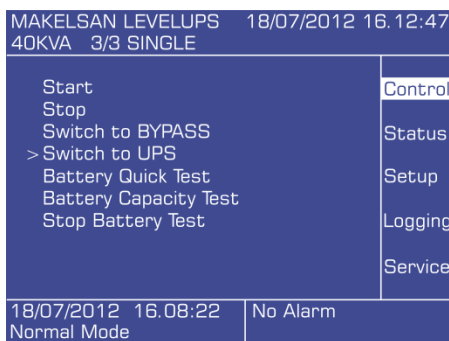 MAKELSAN LEVELUPS 18/07/2012 16.12:47
40KVA 3/3 SINGLE
Start
Stop
Switch to BYPASS
>Switch to UPS
Battery Quick Test
Battery Capacity Test
Stop Battery Test
Control
Status
Setup
Logging
Service
18/07/2012 16.08:22 No Alarm
Normal Mode